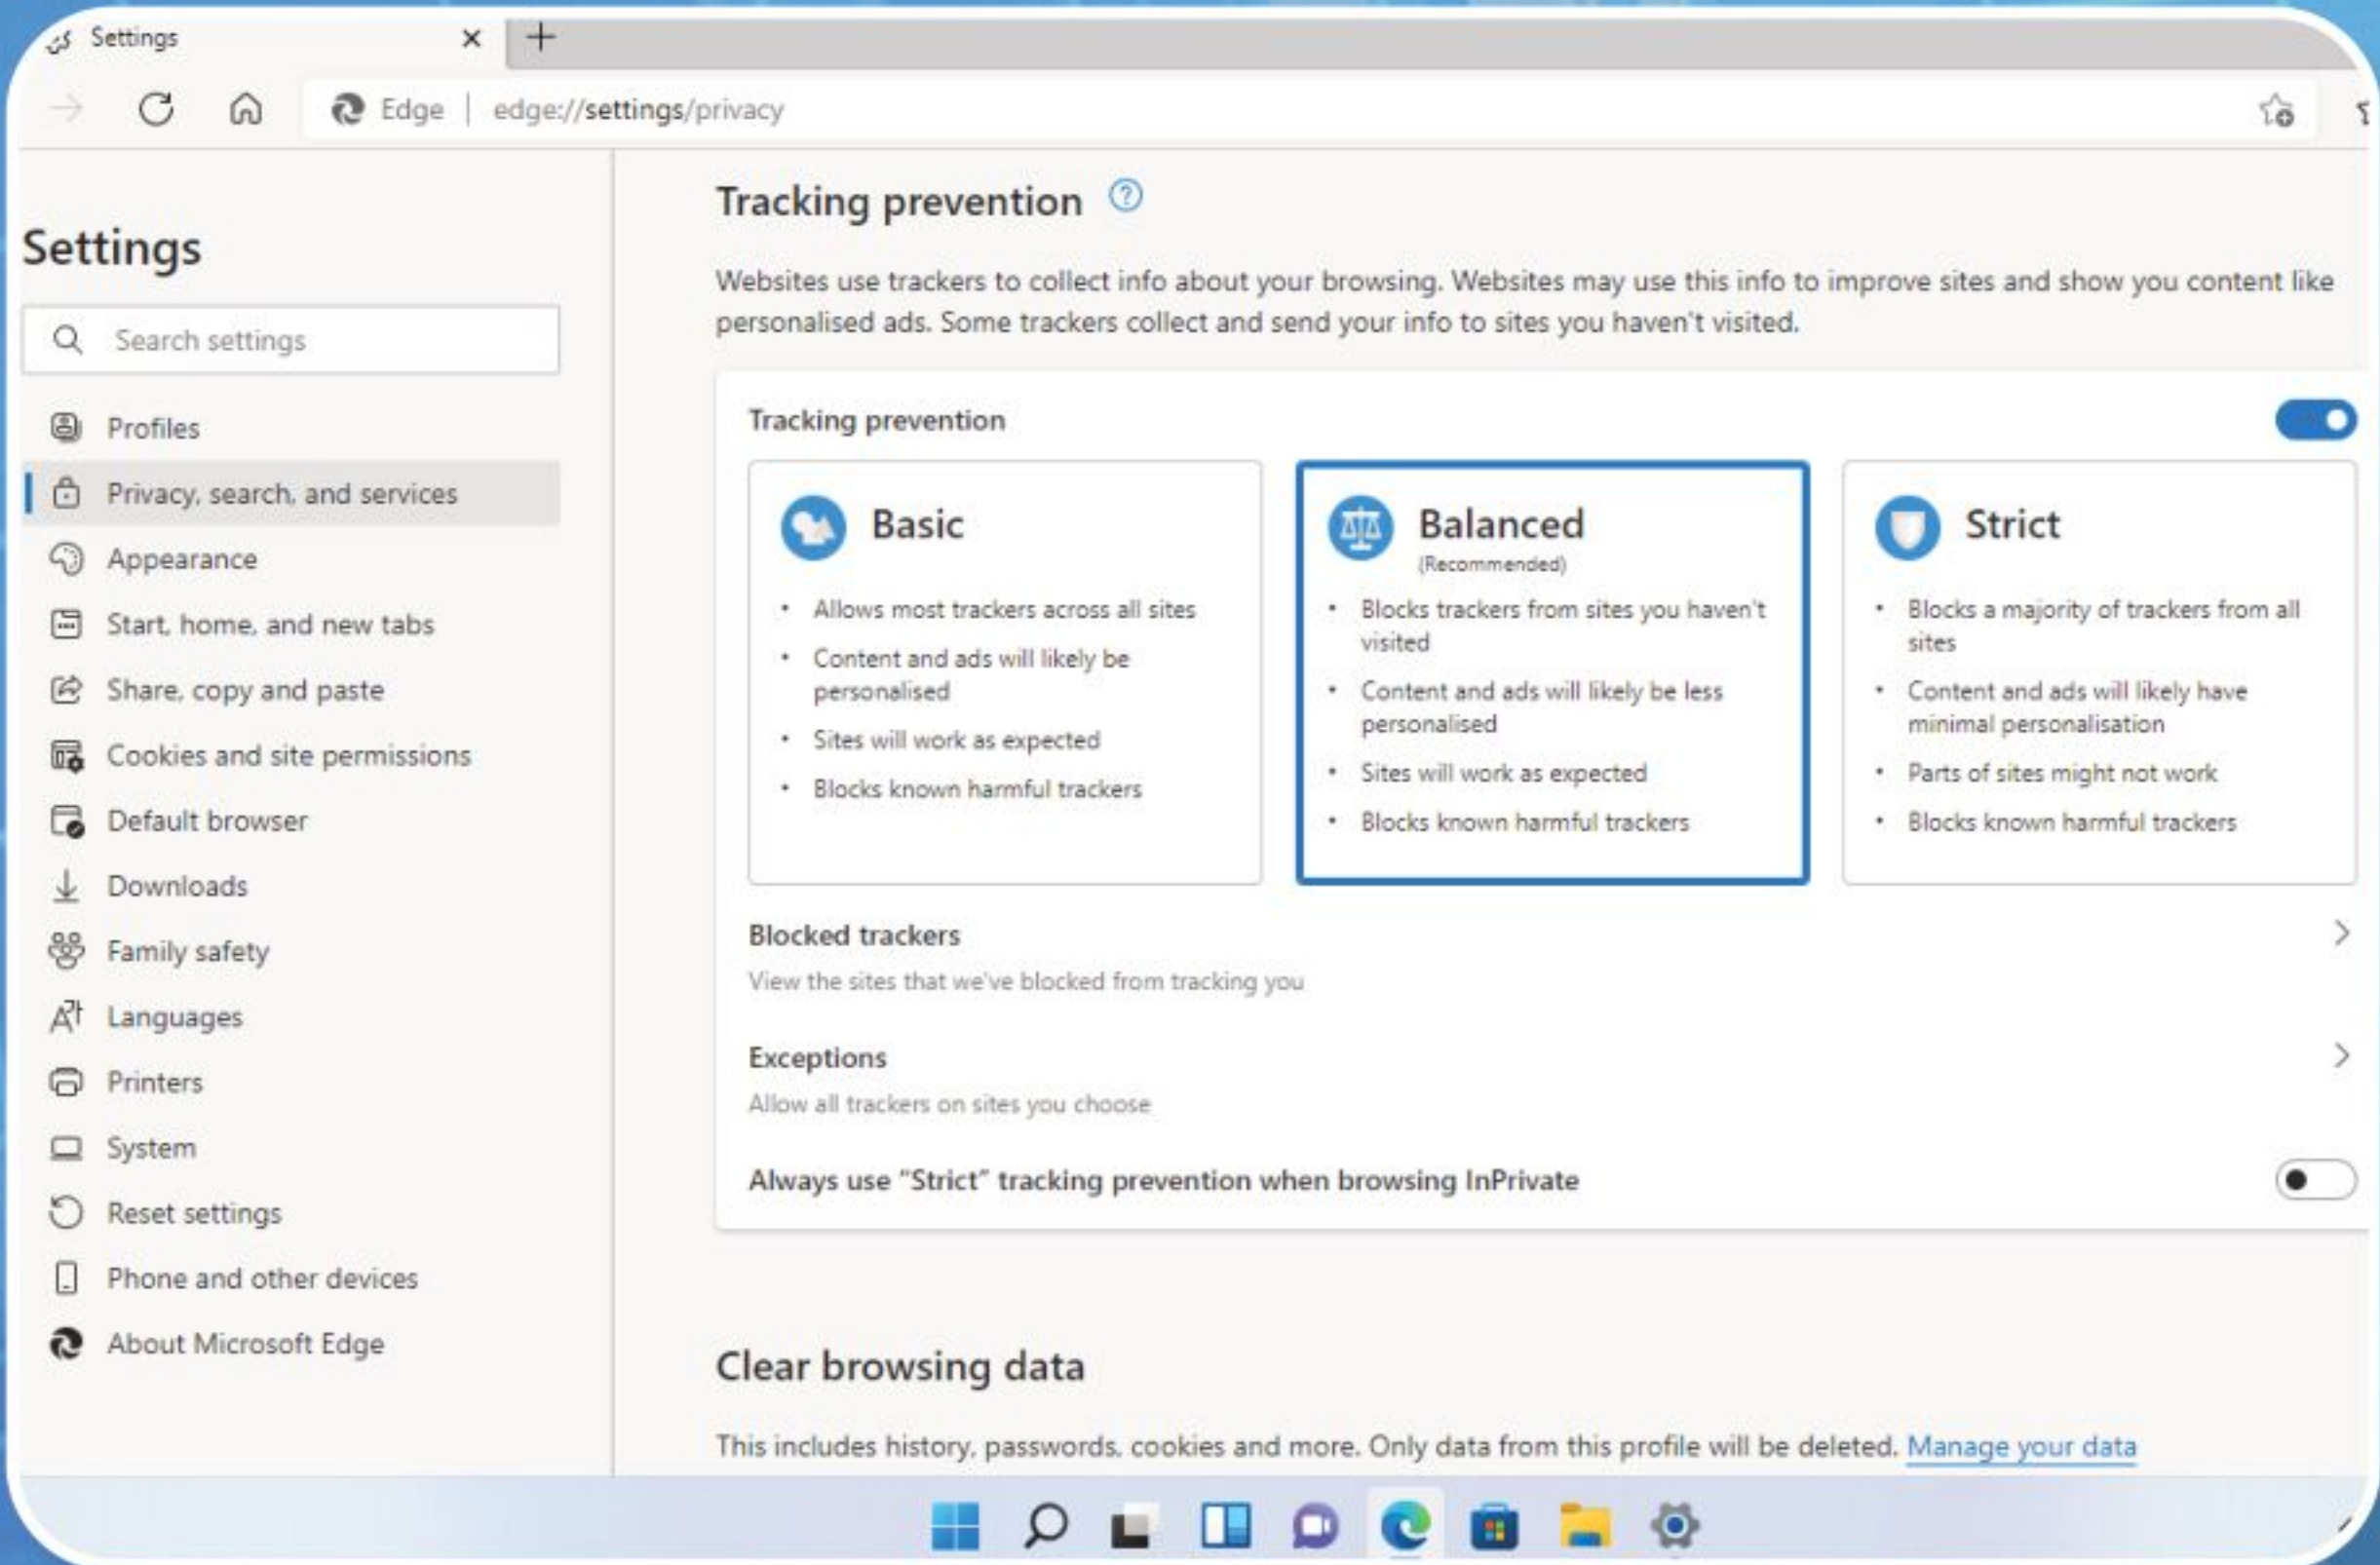 Settings
Edge | edge://settings/privacy
Settings
Search settings
Profiles
Privacy, search, and services
Appearance
Start, home, and new tabs
Share, copy and paste
Cookies and site permissions
Default browser
Downloads
Family safety
Languages
Printers
System
Reset settings
Phone and other devices
About Microsoft Edge
Tracking prevention
Websites use trackers to collect info about your browsing. Websites may use this info to improve sites and show you content like
personalised ads. Some trackers collect and send your info to sites you haven't visited.
Tracking prevention
Basic
• Allows most trackers across all sites
• Content and ads will likely be
personalised
• Sites will work as expected
• Blocks known harmful trackers
Balanced
(Recommended)
• Blocks trackers from sites you haven't
visited
• Content and ads will likely be less
personalised
• Sites will work as expected
• Blocks known harmful trackers
Strict
• Blocks a majority of trackers from all
sites
• Content and ads will likely have
minimal personalisation
• Parts of sites might not work
• Blocks known harmful trackers
Blocked trackers
View the sites that we've blocked from tracking you
Exceptions
Allow all trackers on sites you choose
Always use “Strict” tracking prevention when browsing InPrivate
Clear browsing data
This includes history, passwords, cookies and more. Only data from this profile will be deleted. Manage your data